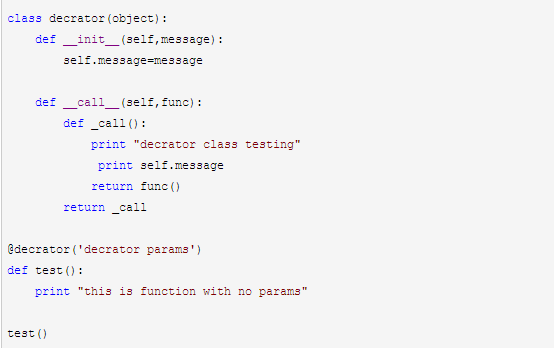 class decrator(object):
    def __init__(self,message):
        self.message=message

    def __call__(self,func):
        def _call():
            print "decrator class testing"
             print self.message
            return func()
        return _call

@decrator('decrator params')
def test():
    print "this is function with no params"

test()